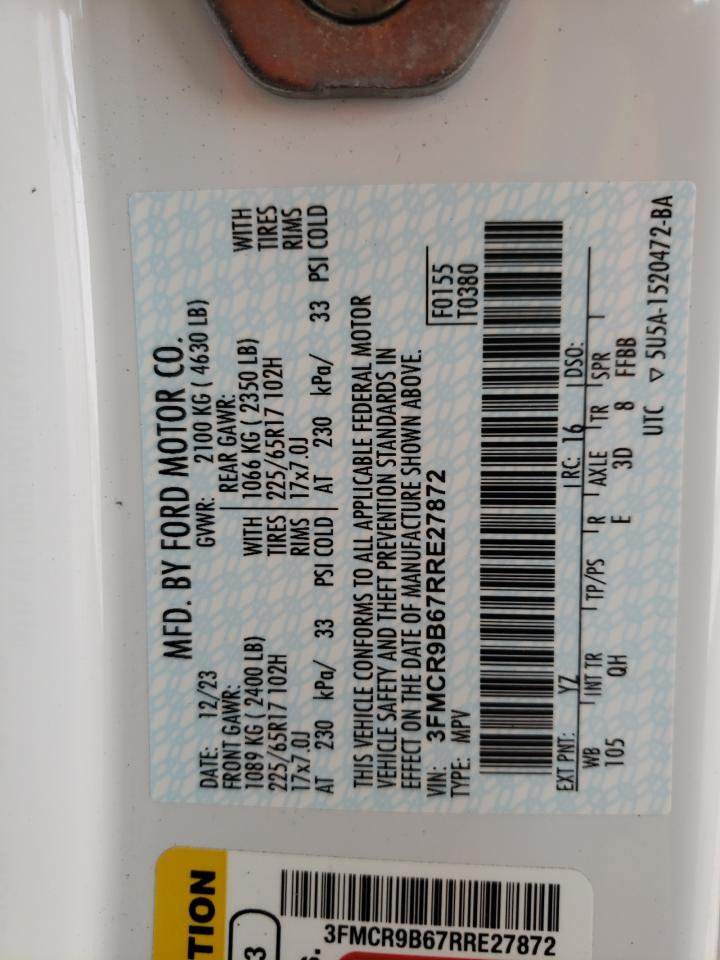 MFD. BY FORD MOTOR CO.
DATE: 12/23 GVWR: 2100 KG ( 4630 LB)
FRONT GAWR: REAR GAWR:
1089 KG ( 2400 LB) WITH 1066 KG ( 2350 LB) WITH
225/65R17 102H TIRES 225/65R17 102H TIRES
17x7.0J RIMS 17x7.0J RIMS
AT 230 kPa/ 33 PSI COLD AT 230 kPa/ 33 PSI COLD
THIS VEHICLE CONFORMS TO ALL APPLICABLE FEDERAL MOTOR
VEHICLE SAFETY AND THEFT PREVENTION STANDARDS IN
EFFECT ON THE DATE OF MANUFACTURE SHOWN ABOVE.
VIN: 3FMCR9B67RRE27872 F0155
TYPE: MPV T0380
EXT PNT: YZ RC: 16 DSO:
WB INT TR TP/PS R AXLE TR SPR
105 QH E 3D 8 FFBB
UTC ▽ 5U5A-1520472-BA
TION
3
S.
3FMCR9B67RRE27872